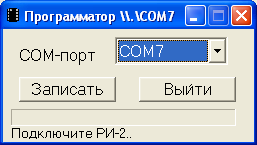 Программатор \\.\COM7
COM-порт COM7
Записать Выйти
Подключите РИ-2..